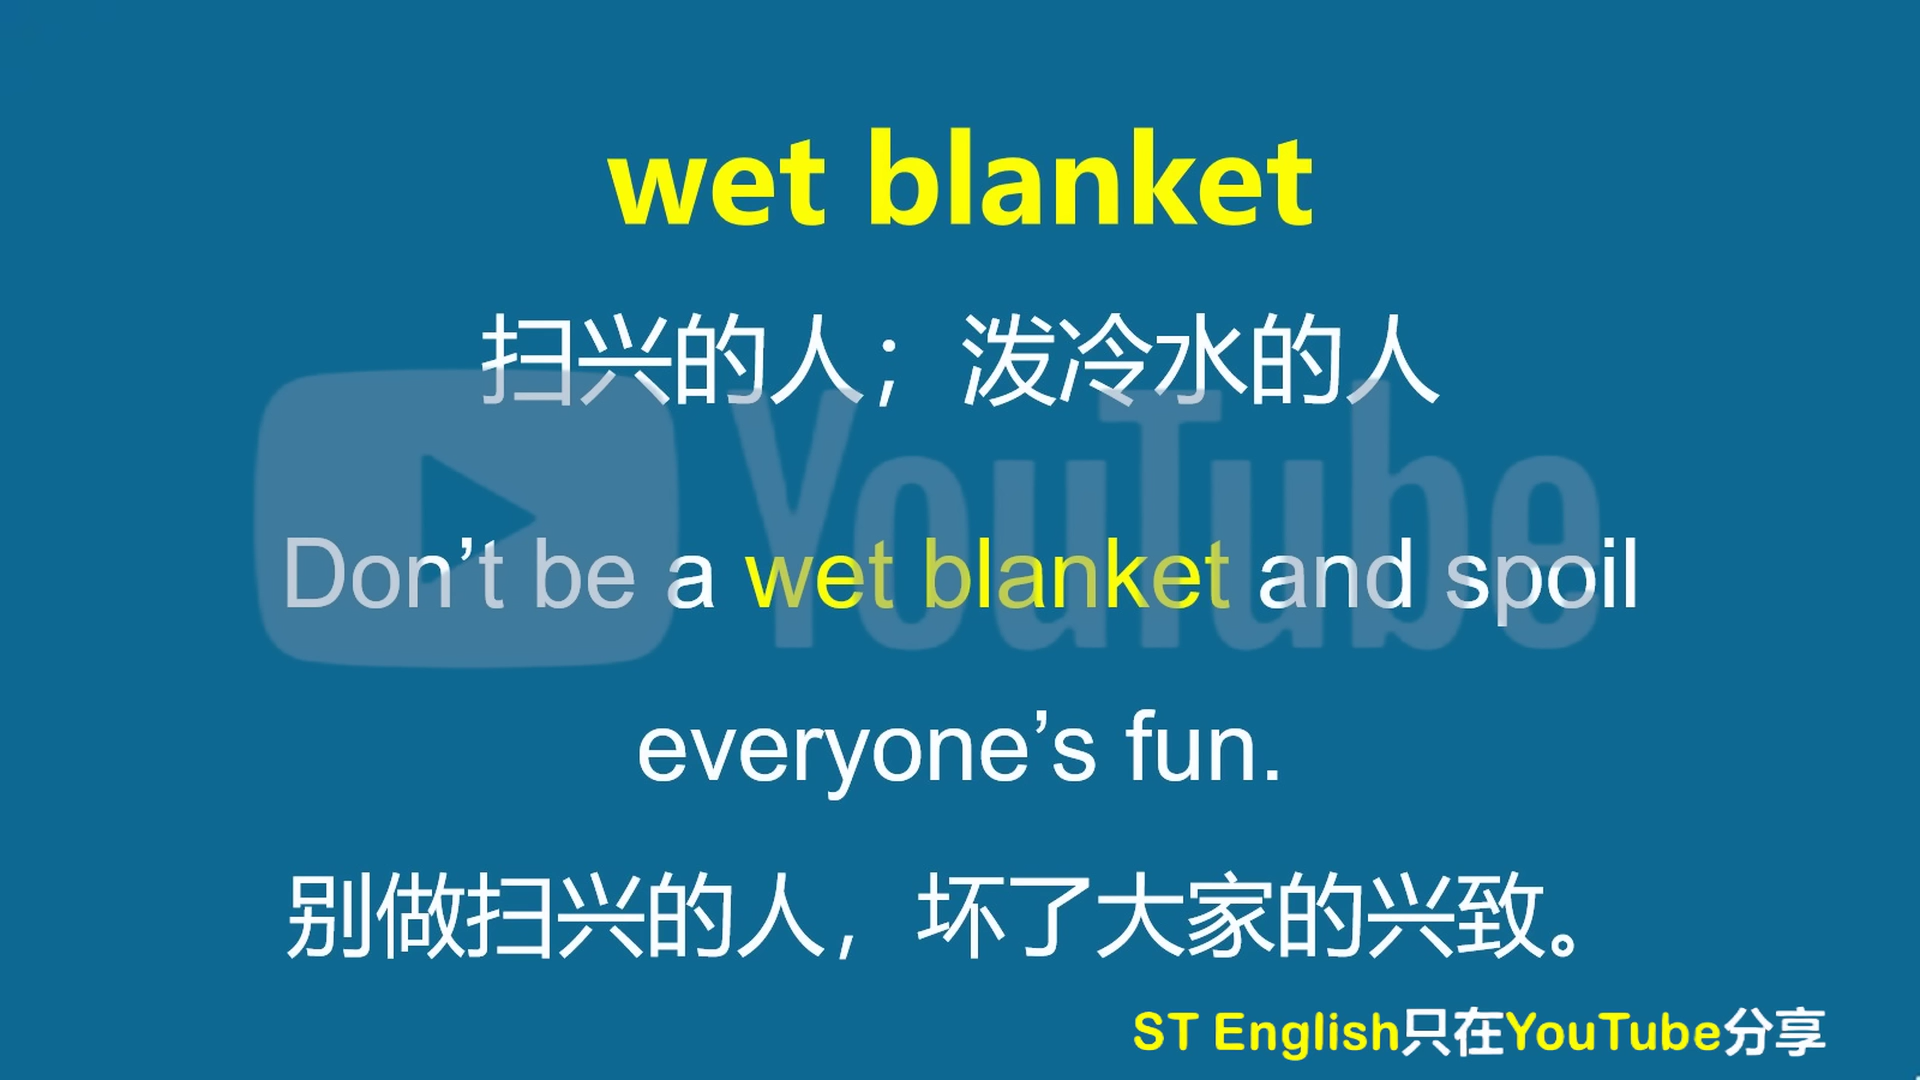 wet blanket
扫兴的人；泼冷水的人
YouTube
Don’t be a wet blanket and spoil
everyone’s fun.
别做扫兴的人，坏了大家的兴致。
ST English只在YouTube分享